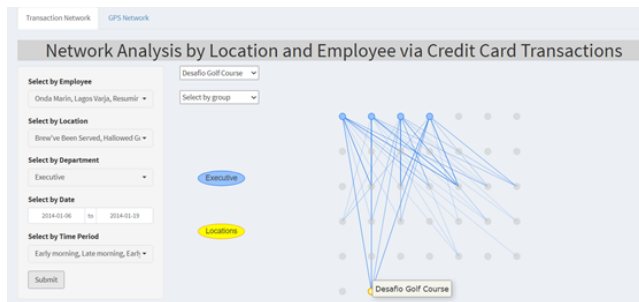 Transaction Network GPS Network
Network Analysis by Location and Employee via Credit Card Transactions
Select by Employee
Onda Marin, Lagos Varja, Resumir
Select by Location
Brew've Been Served, Hallowed G
Select by Department
Executive
Select by Date
2014-01-06 to 2014-01-19
Select by Time Period
Early morning, Late morning, Early
Submit
Desafio Golf Course
Select by group
Executive
Locations
Desafio Golf Course